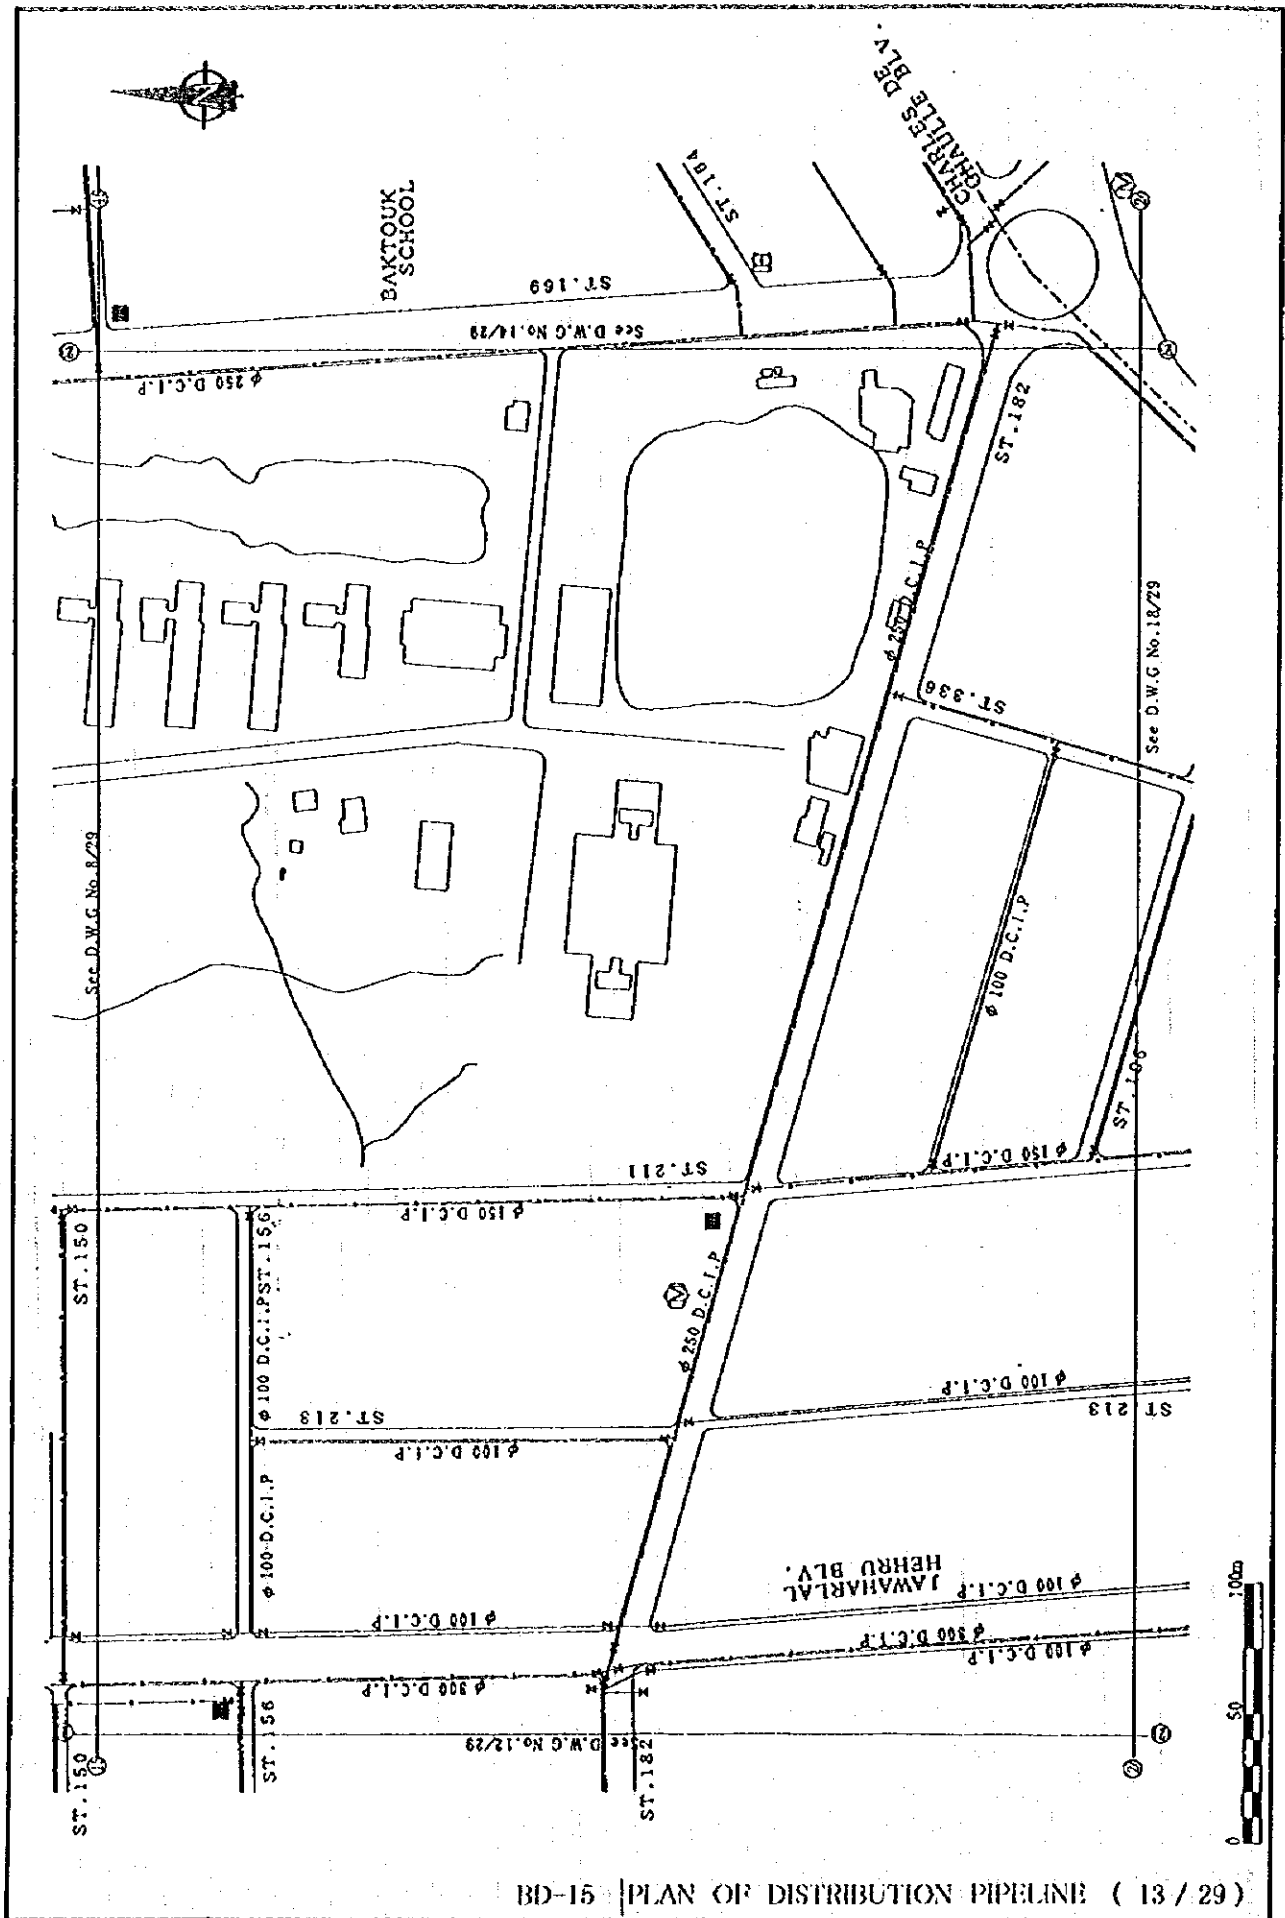 CHARLES DE
GHAULLE BLV.
BAKTOUK
SCHOOL
ST.184
ST.169
See D.W.G No.14/29
φ 250 D.C.I.P
ST.182
φ 250 D.C.I.P
See D.W.G No.18/29
ST.336
See D.W.G No.8/29
φ 100 D.C.I.P
ST.106
φ 150 D.C.I.P
ST.211
φ 150 D.C.I.P
ST.150
φ 100 D.C.I.P
ST.156
φ 250 D.C.I.P
φ 100 D.C.I.P
ST.213
ST.213
φ 100 D.C.I.P
φ 100 D.C.I.P
JAWAHARLAL
HEHRU BLV.
φ 100 D.C.I.P
φ 100 D.C.I.P
φ 300 D.C.I.P
φ 100 D.C.I.P
φ 300 D.C.I.P
See D.W.G No.12/29
ST.150
ST.156
ST.182
0 50 100m
BD-15 PLAN OF DISTRIBUTION PIPELINE ( 13 / 29 )